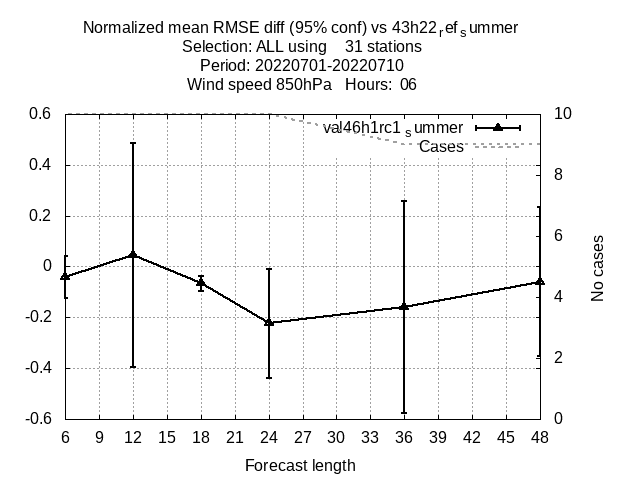 Normalized mean RMSE diff (95% conf) vs 43h22ref summer
Selection: ALL using 31 stations
Period: 20220701-20220710
Wind speed 850hPa Hours: 06
val46h1rc1summer
Cases
0.6
0.4
0.2
0
-0.2
-0.4
-0.6
10
8
6
4
2
0
No cases
6 9 12 15 18 21 24 27 30 33 36 39 42 45 48
Forecast length